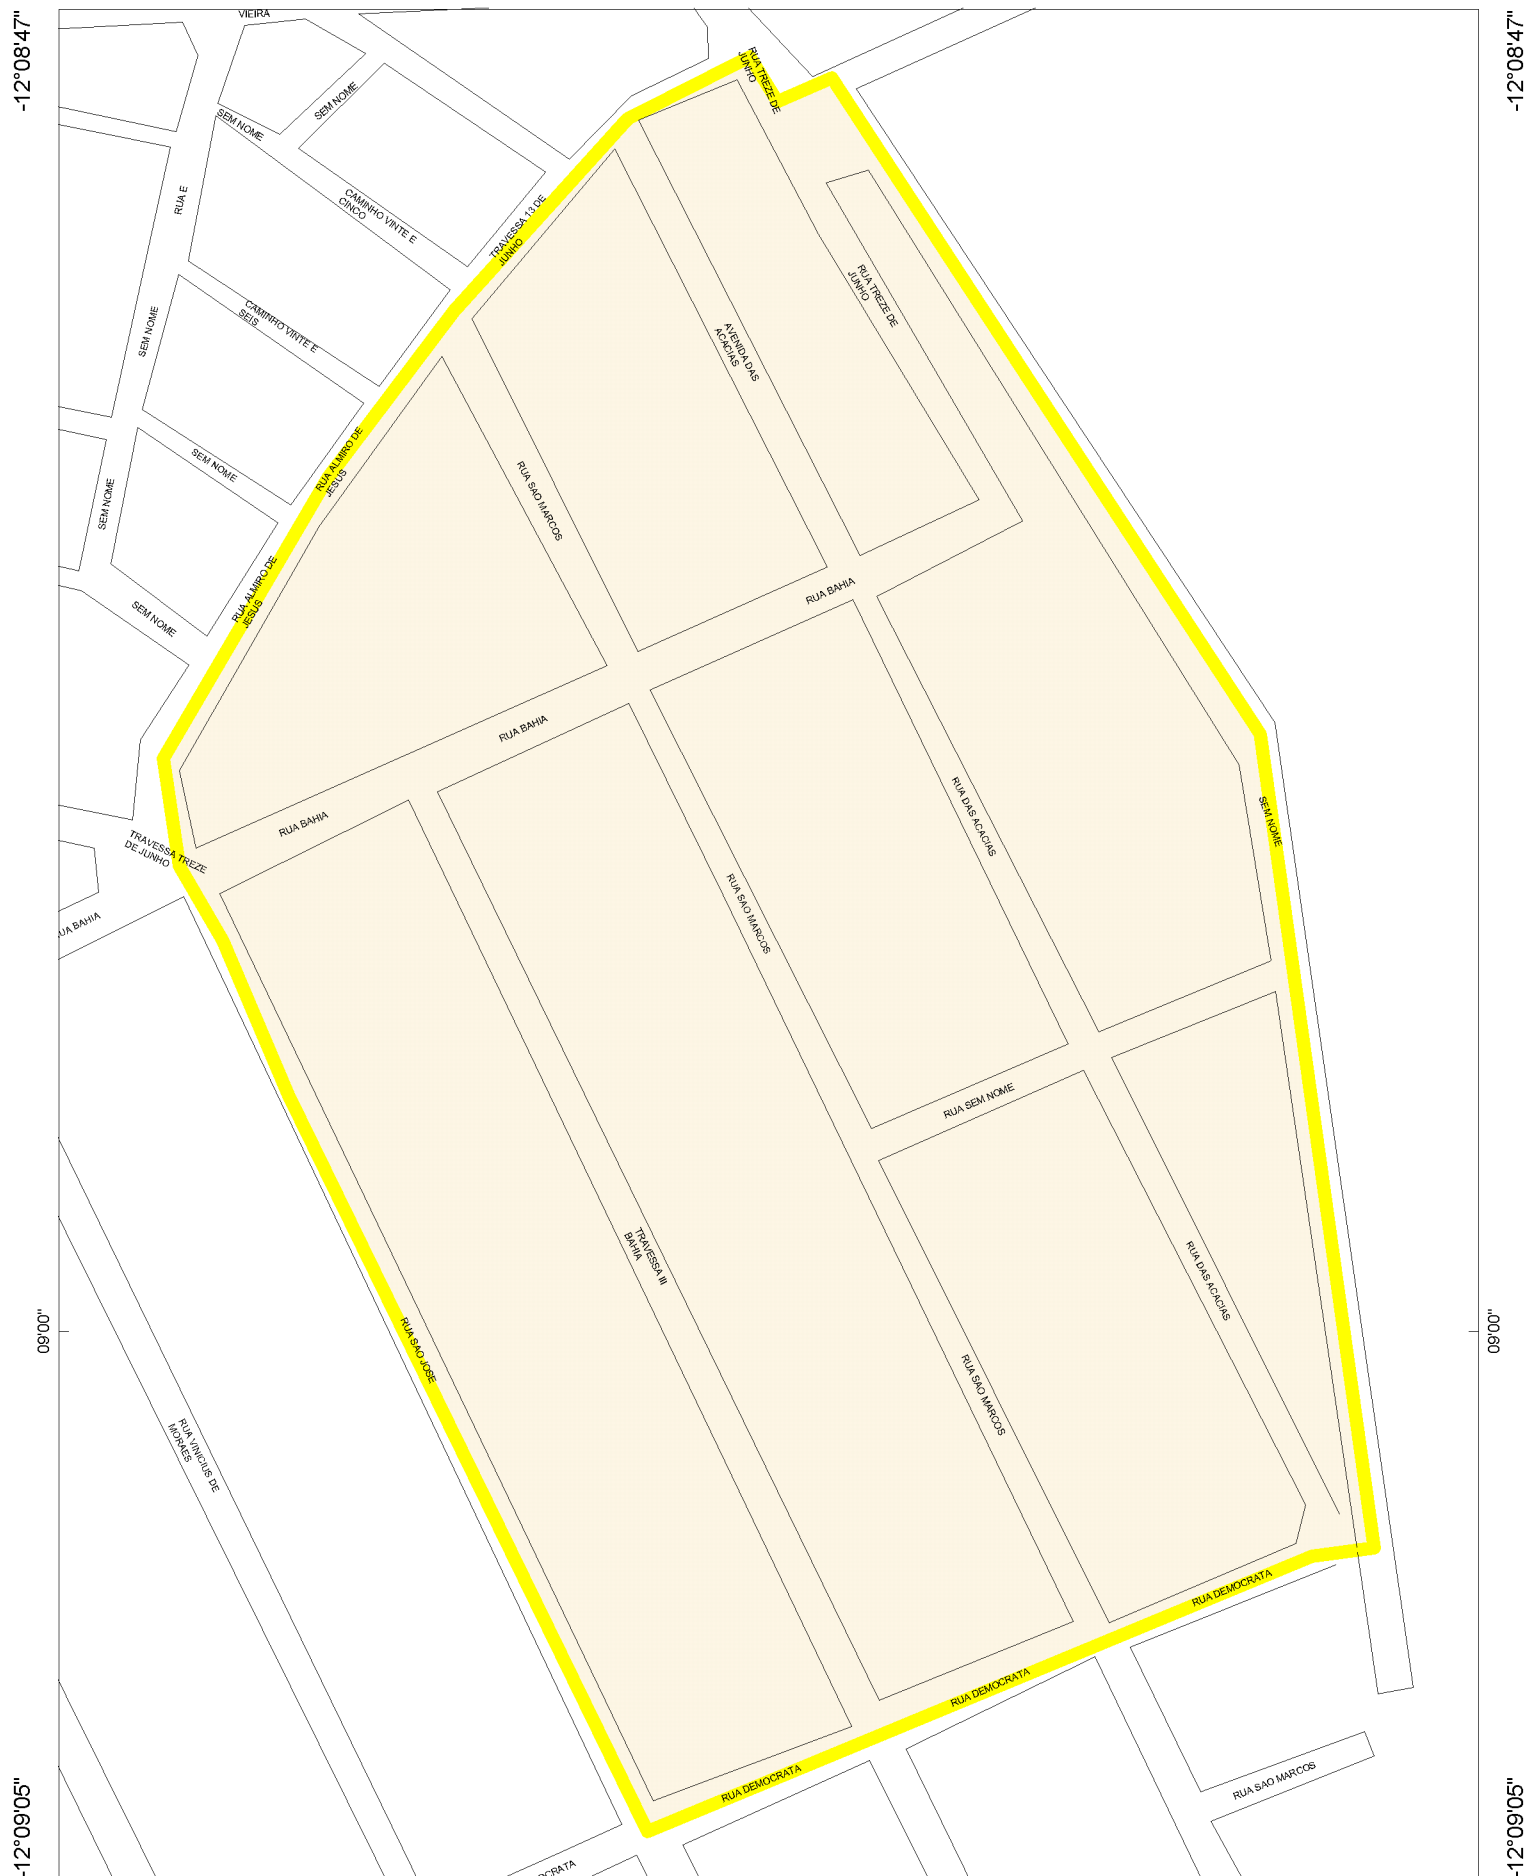 -12°08'47"
-12°08'47"
VIEIRA
RUA TREZE DE
JUNHO
SEM NOME
SEM NOME
RUA E
CAMINHO VINTE E
CINCO
TRAVESSA 13 DE
JUNHO
RUA TREZE DE
JUNHO
CAMINHO VINTE E
SEIS
SEM NOME
AVENIDA DAS
ACACIAS
RUA ALMIRO DE
JESUS
SEM NOME
RUA SAO MARCOS
SEM NOME
RUA ALMIRO DE
JESUS
RUA BAHIA
SEM NOME
RUA BAHIA
RUA BAHIA
RUA DAS ACACIAS
SEM NOME
TRAVESSA TREZE
DE JUNHO
UA BAHIA
RUA SAO MARCOS
RUA SEM NOME
TRAVESSA III
BAHIA
RUA DAS ACACIAS
09'00"
09'00"
RUA SAO JOSE
RUA SAO MARCOS
RUA VINICIUS DE
MORAES
RUA DEMOCRATA
RUA DEMOCRATA
RUA DEMOCRATA
RUA SAO MARCOS
-12°09'05"
-12°09'05"
OCRATA